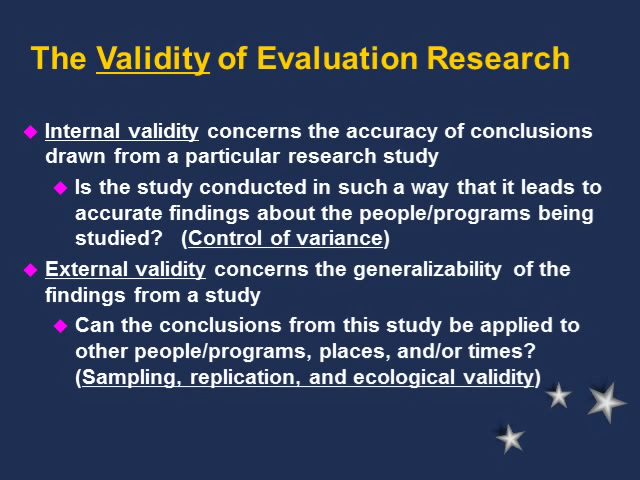 The Validity of Evaluation Research
Internal validity concerns the accuracy of conclusions
drawn from a particular research study
Is the study conducted in such a way that it leads to
accurate findings about the people/programs being
studied? (Control of variance)
External validity concerns the generalizability of the
findings from a study
Can the conclusions from this study be applied to
other people/programs, places, and/or times?
(Sampling, replication, and ecological validity)